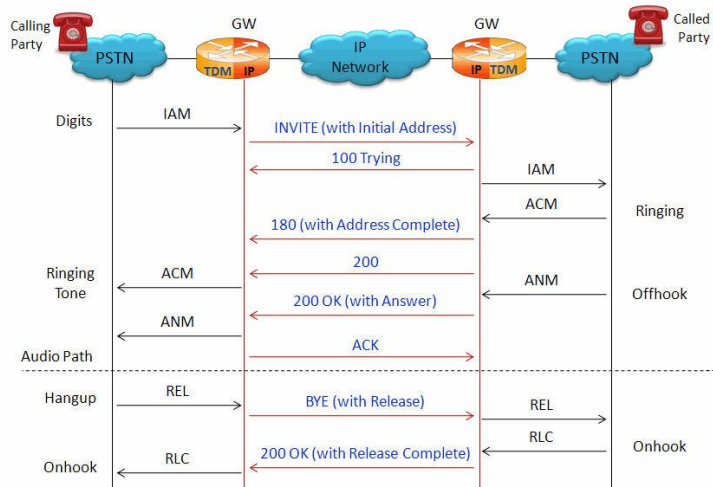 Calling
Party
PSTN
GW
TDM IP
IP
Network
GW
IP TDM
PSTN
Called
Party
Digits
IAM
INVITE (with Initial Address)
100 Trying
IAM
ACM
Ringing
180 (with Address Complete)
200
Ringing
Tone
ACM
ANM
Offhook
200 OK (with Answer)
ANM
ACK
Audio Path
Hangup
REL
BYE (with Release)
REL
RLC
Onhook
200 OK (with Release Complete)
RLC
Onhook